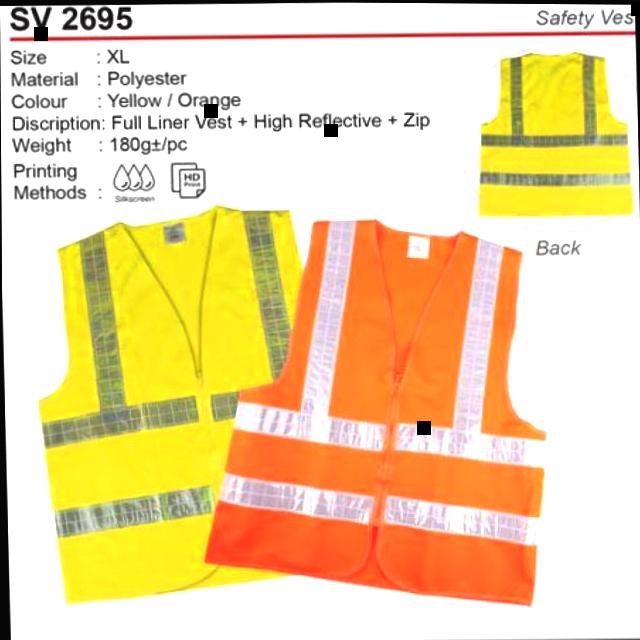 SV 2695
Safety Ves
Size : XL
Material : Polyester
Colour : Yellow / Orange
Discription: Full Liner Vest + High Reflective + Zip
Weight : 180g±/pc
Printing
Methods :
Silkscreen
HD
Print
Back